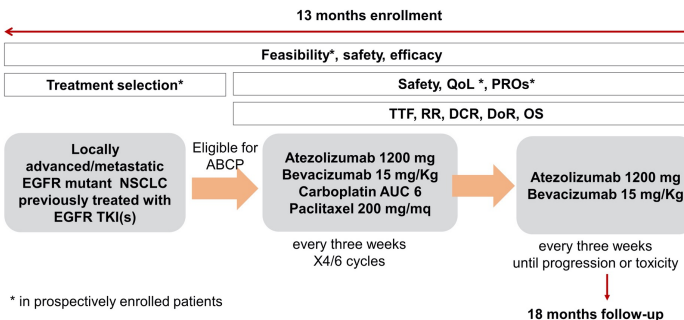 13 months enrollment
Feasibility*, safety, efficacy
Treatment selection*
Safety, QoL *, PROs*
TTF, RR, DCR, DoR, OS
Locally
advanced/metastatic
EGFR mutant NSCLC
previously treated with
EGFR TKI(s)
Eligible for
ABCP
Atezolizumab 1200 mg
Bevacizumab 15 mg/Kg
Carboplatin AUC 6
Paclitaxel 200 mg/mq
every three weeks
X4/6 cycles
Atezolizumab 1200 mg
Bevacizumab 15 mg/Kg
every three weeks
until progression or toxicity
18 months follow-up
* in prospectively enrolled patients